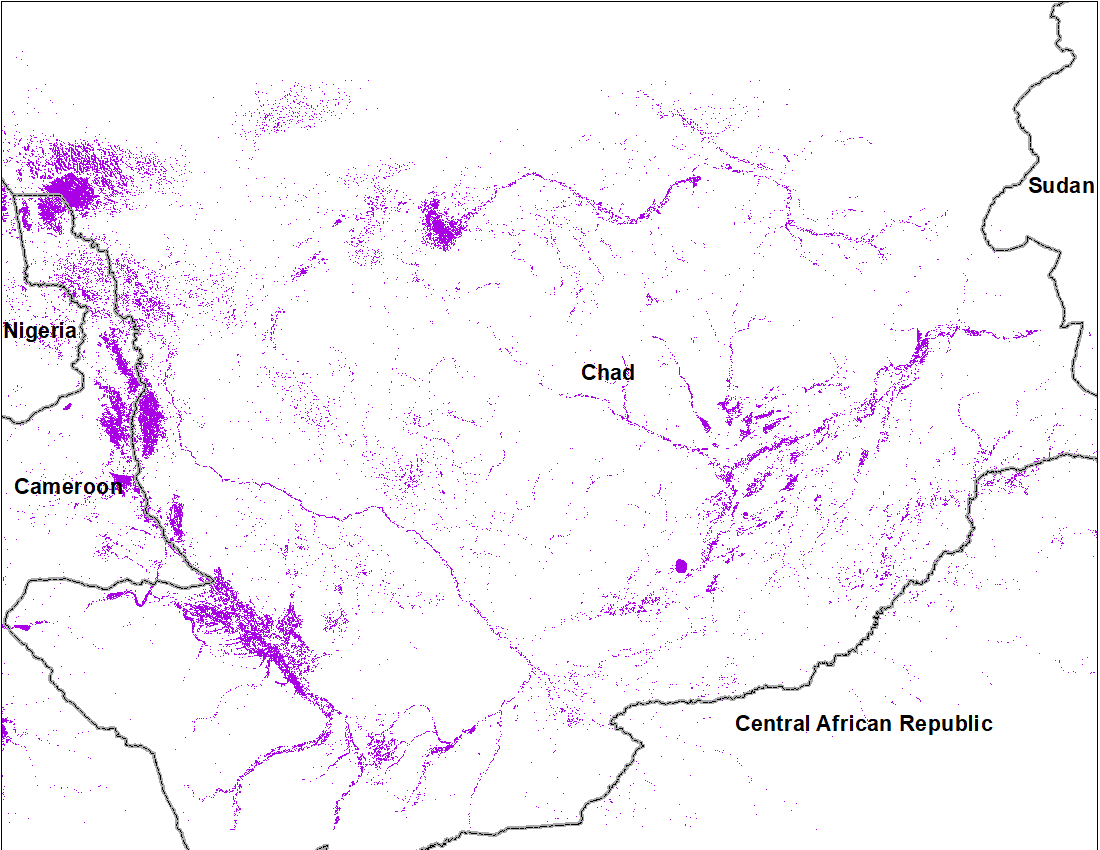 Sudan
Nigeria
Chad
Cameroon
Central African Republic